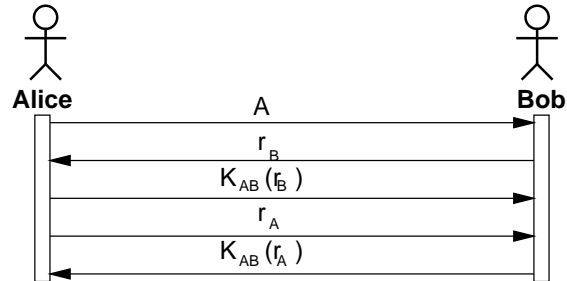 Alice Bob
A
r_B
K_AB (r_B)
r_A
K_AB (r_A)